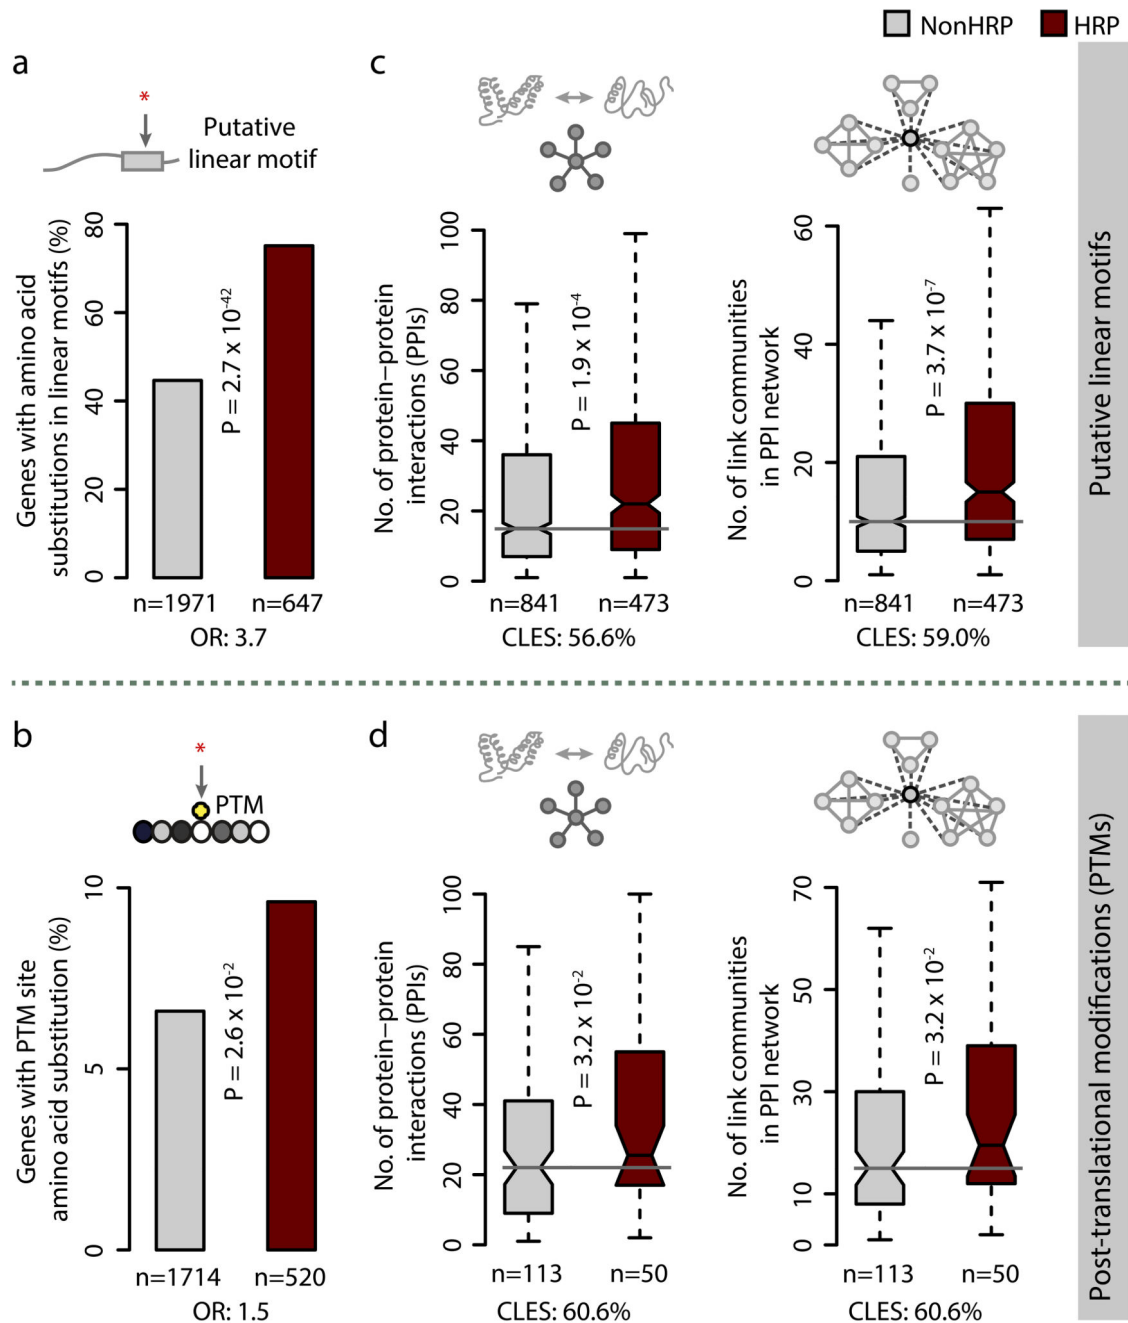 NonHRP
HRP
a
*
Putative
linear motif
Genes with amino acid
substitutions in linear motifs (%)
80
60
40
20
0
P = 2.7 x 10-42
n=1971
n=647
OR: 3.7
c
No. of protein–protein
interactions (PPIs)
100
80
60
40
20
0
P = 1.9 x 10-4
n=841
n=473
CLES: 56.6%
No. of link communities
in PPI network
60
40
20
0
P = 3.7 x 10-7
n=841
n=473
CLES: 59.0%
Putative linear motifs
b
*
PTM
Genes with PTM site
amino acid substitution (%)
10
5
0
P = 2.6 x 10-2
n=1714
n=520
OR: 1.5
d
No. of protein–protein
interactions (PPIs)
100
80
60
40
20
0
P = 3.2 x 10-2
n=113
n=50
CLES: 60.6%
No. of link communities
in PPI network
70
50
30
10
0
P = 3.2 x 10-2
n=113
n=50
CLES: 60.6%
Post-translational modifications (PTMs)